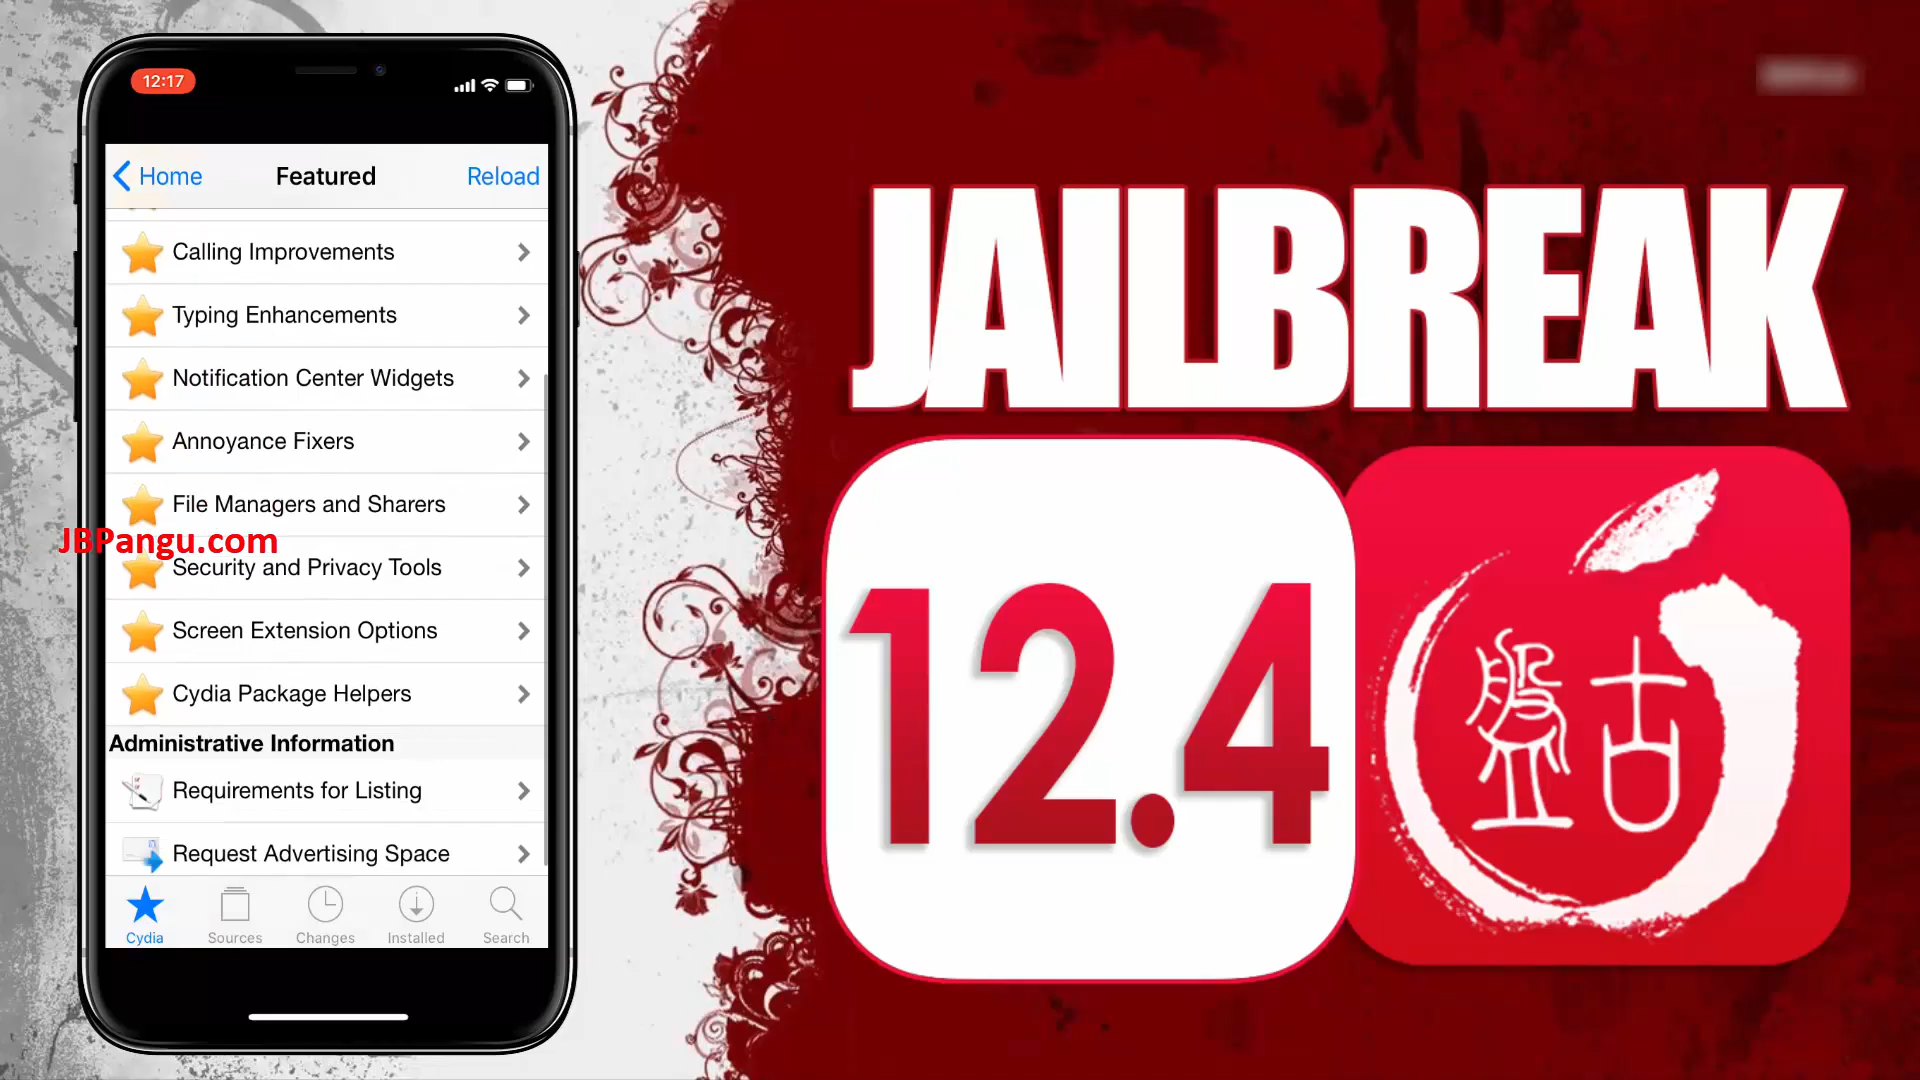 12:17
Home
Featured
Reload
Calling Improvements
Typing Enhancements
Notification Center Widgets
Annoyance Fixers
File Managers and Sharers
JBPangu.com
Security and Privacy Tools
Screen Extension Options
Cydia Package Helpers
Administrative Information
Requirements for Listing
Request Advertising Space
Cydia
Sources
Changes
Installed
Search
JAILBREAK
12.4
盤古